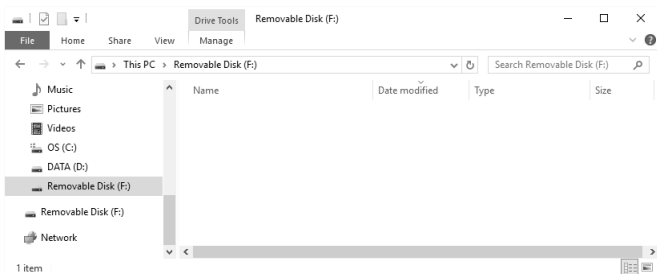 Drive Tools Removable Disk (F:)
File Home Share View Manage
This PC > Removable Disk (F:) Search Removable Disk (F:)
Name Date modified Type Size
Music
Pictures
Videos
OS (C:)
DATA (D:)
Removable Disk (F:)
Removable Disk (F:)
Network
1 item